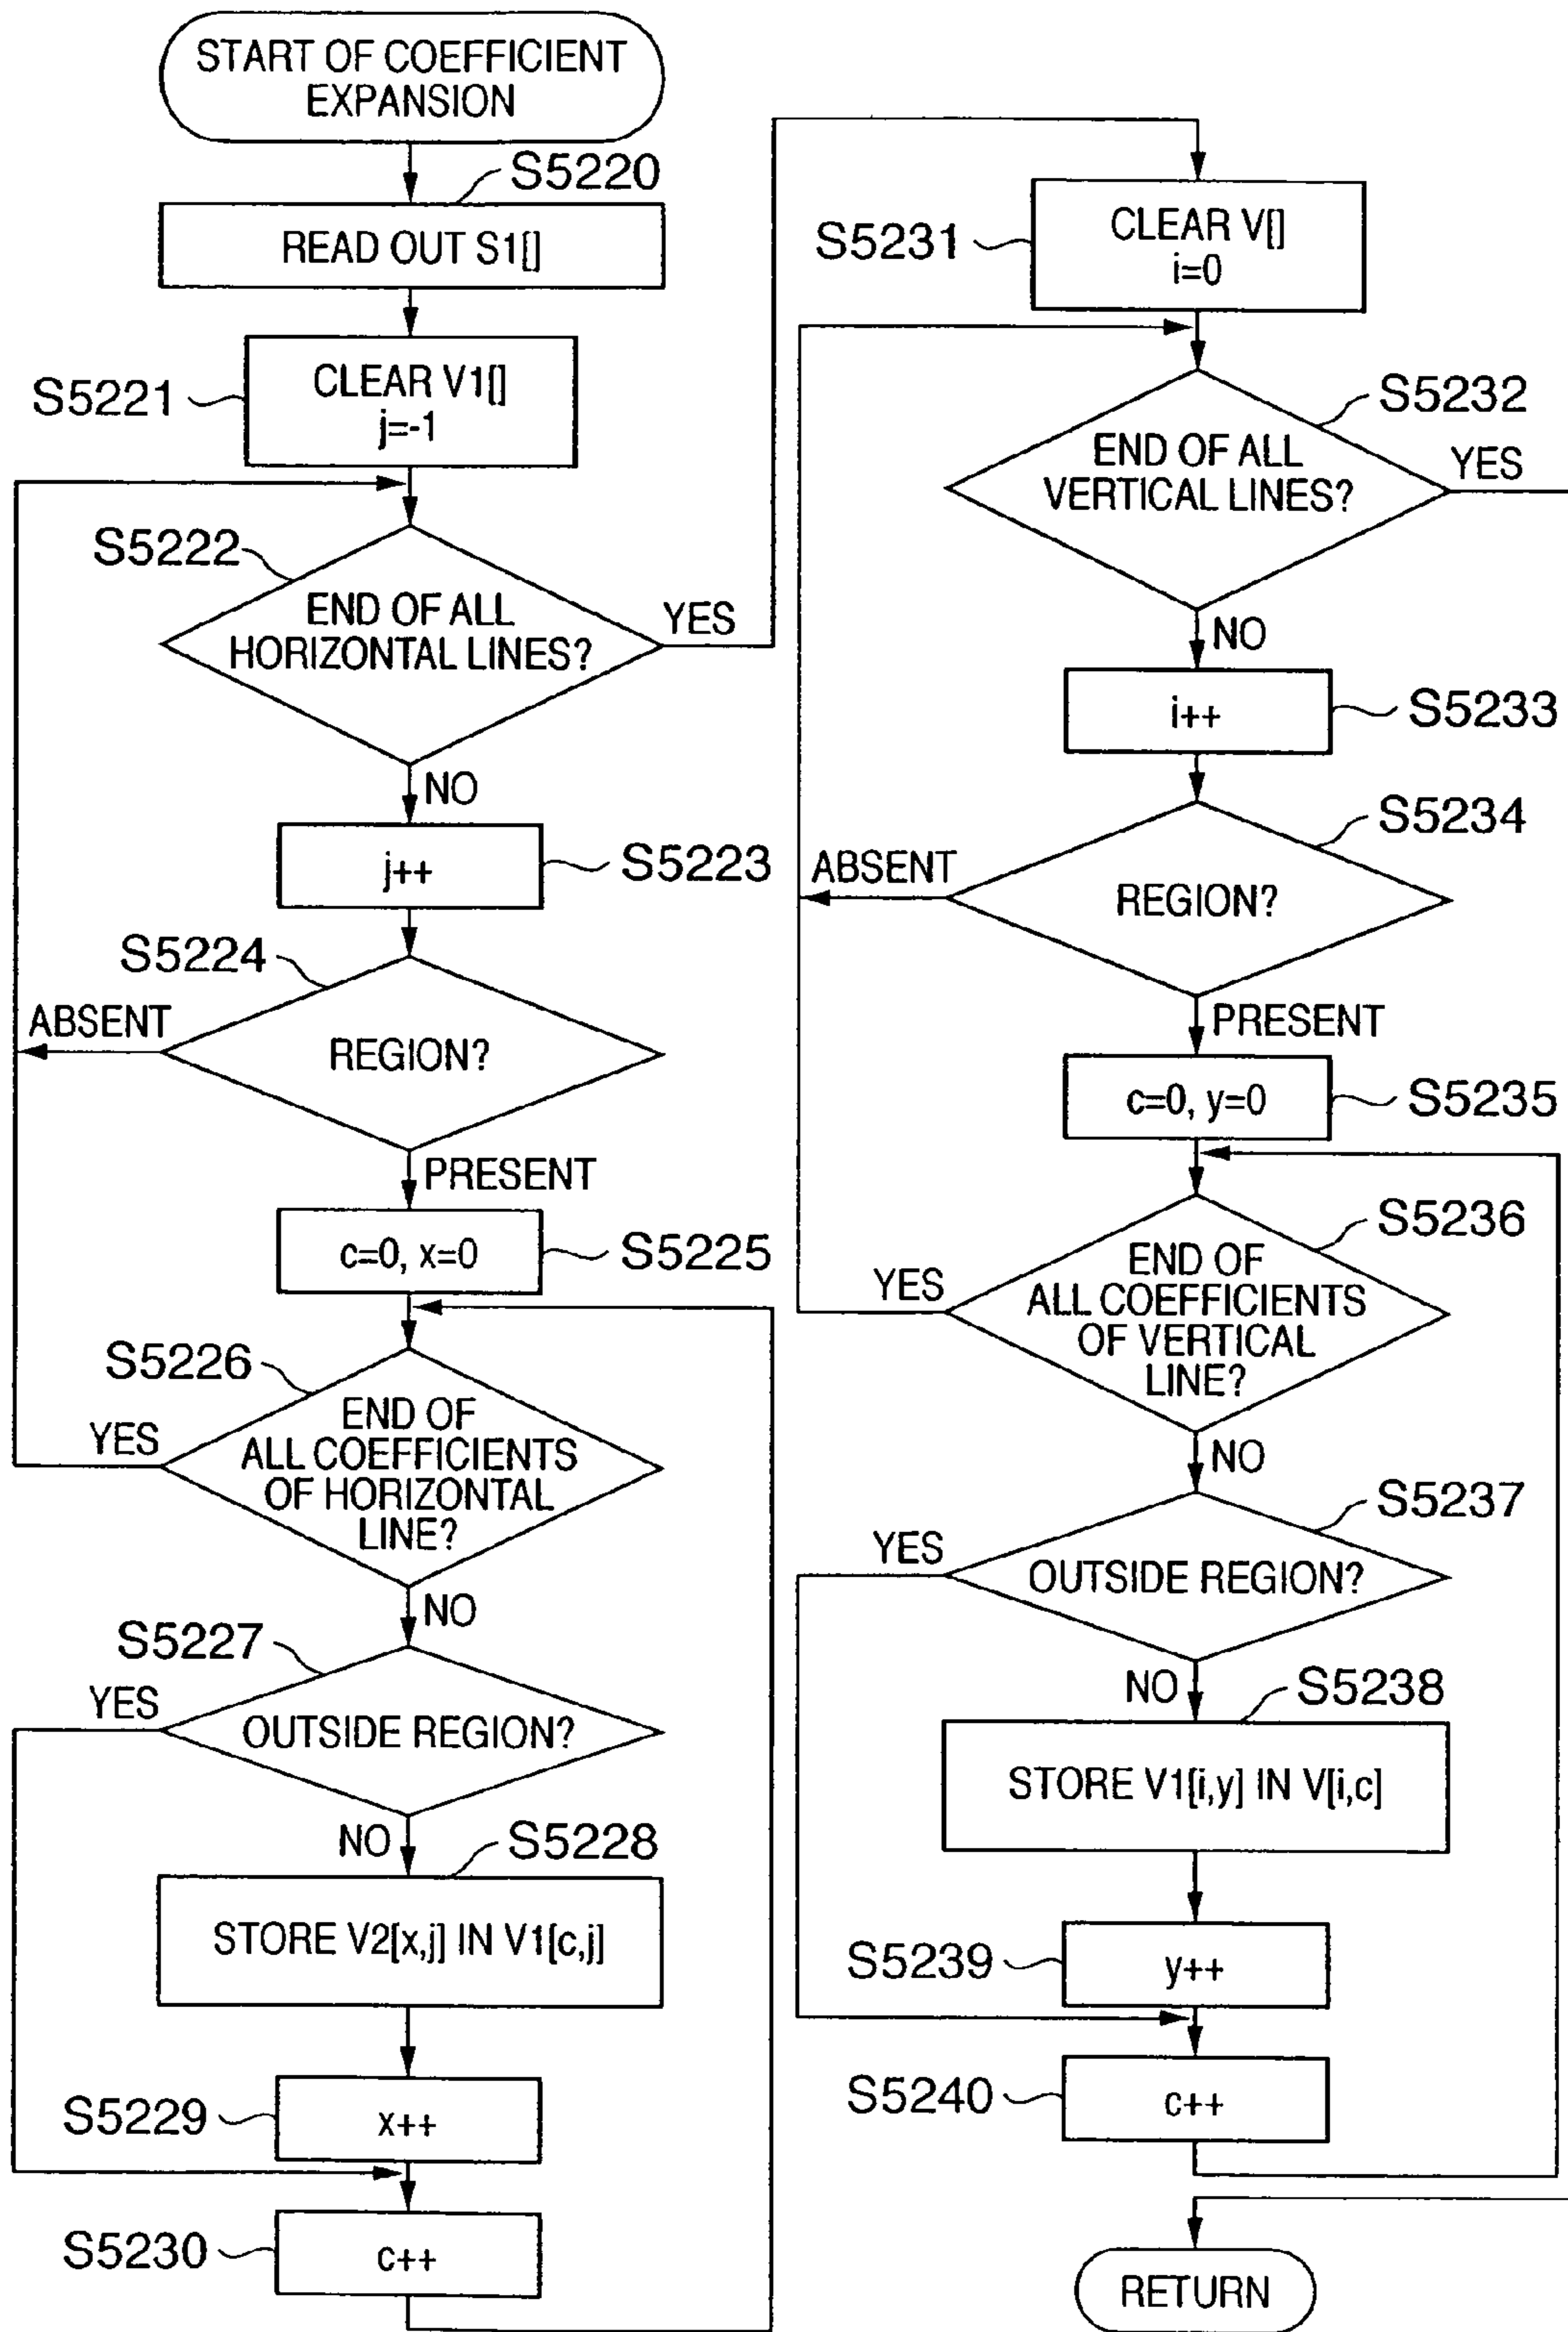 START OF COEFFICIENT
EXPANSION
S5220
READ OUT S1[]
S5221
CLEAR V1[]
j=-1
S5222
END OF ALL
HORIZONTAL LINES?
YES
NO
j++
S5223
S5224
ABSENT
REGION?
PRESENT
c=0, x=0
S5225
S5226
YES
END OF
ALL COEFFICIENTS
OF HORIZONTAL
LINE?
NO
S5227
YES
OUTSIDE REGION?
NO
S5228
STORE V2[x,j] IN V1[c,j]
S5229
x++
S5230
c++
S5231
CLEAR V[]
i=0
S5232
END OF ALL
VERTICAL LINES?
YES
NO
i++
S5233
S5234
ABSENT
REGION?
PRESENT
c=0, y=0
S5235
S5236
YES
END OF
ALL COEFFICIENTS
OF VERTICAL
LINE?
NO
S5237
YES
OUTSIDE REGION?
NO
S5238
STORE V1[i,y] IN V[i,c]
S5239
y++
S5240
c++
RETURN